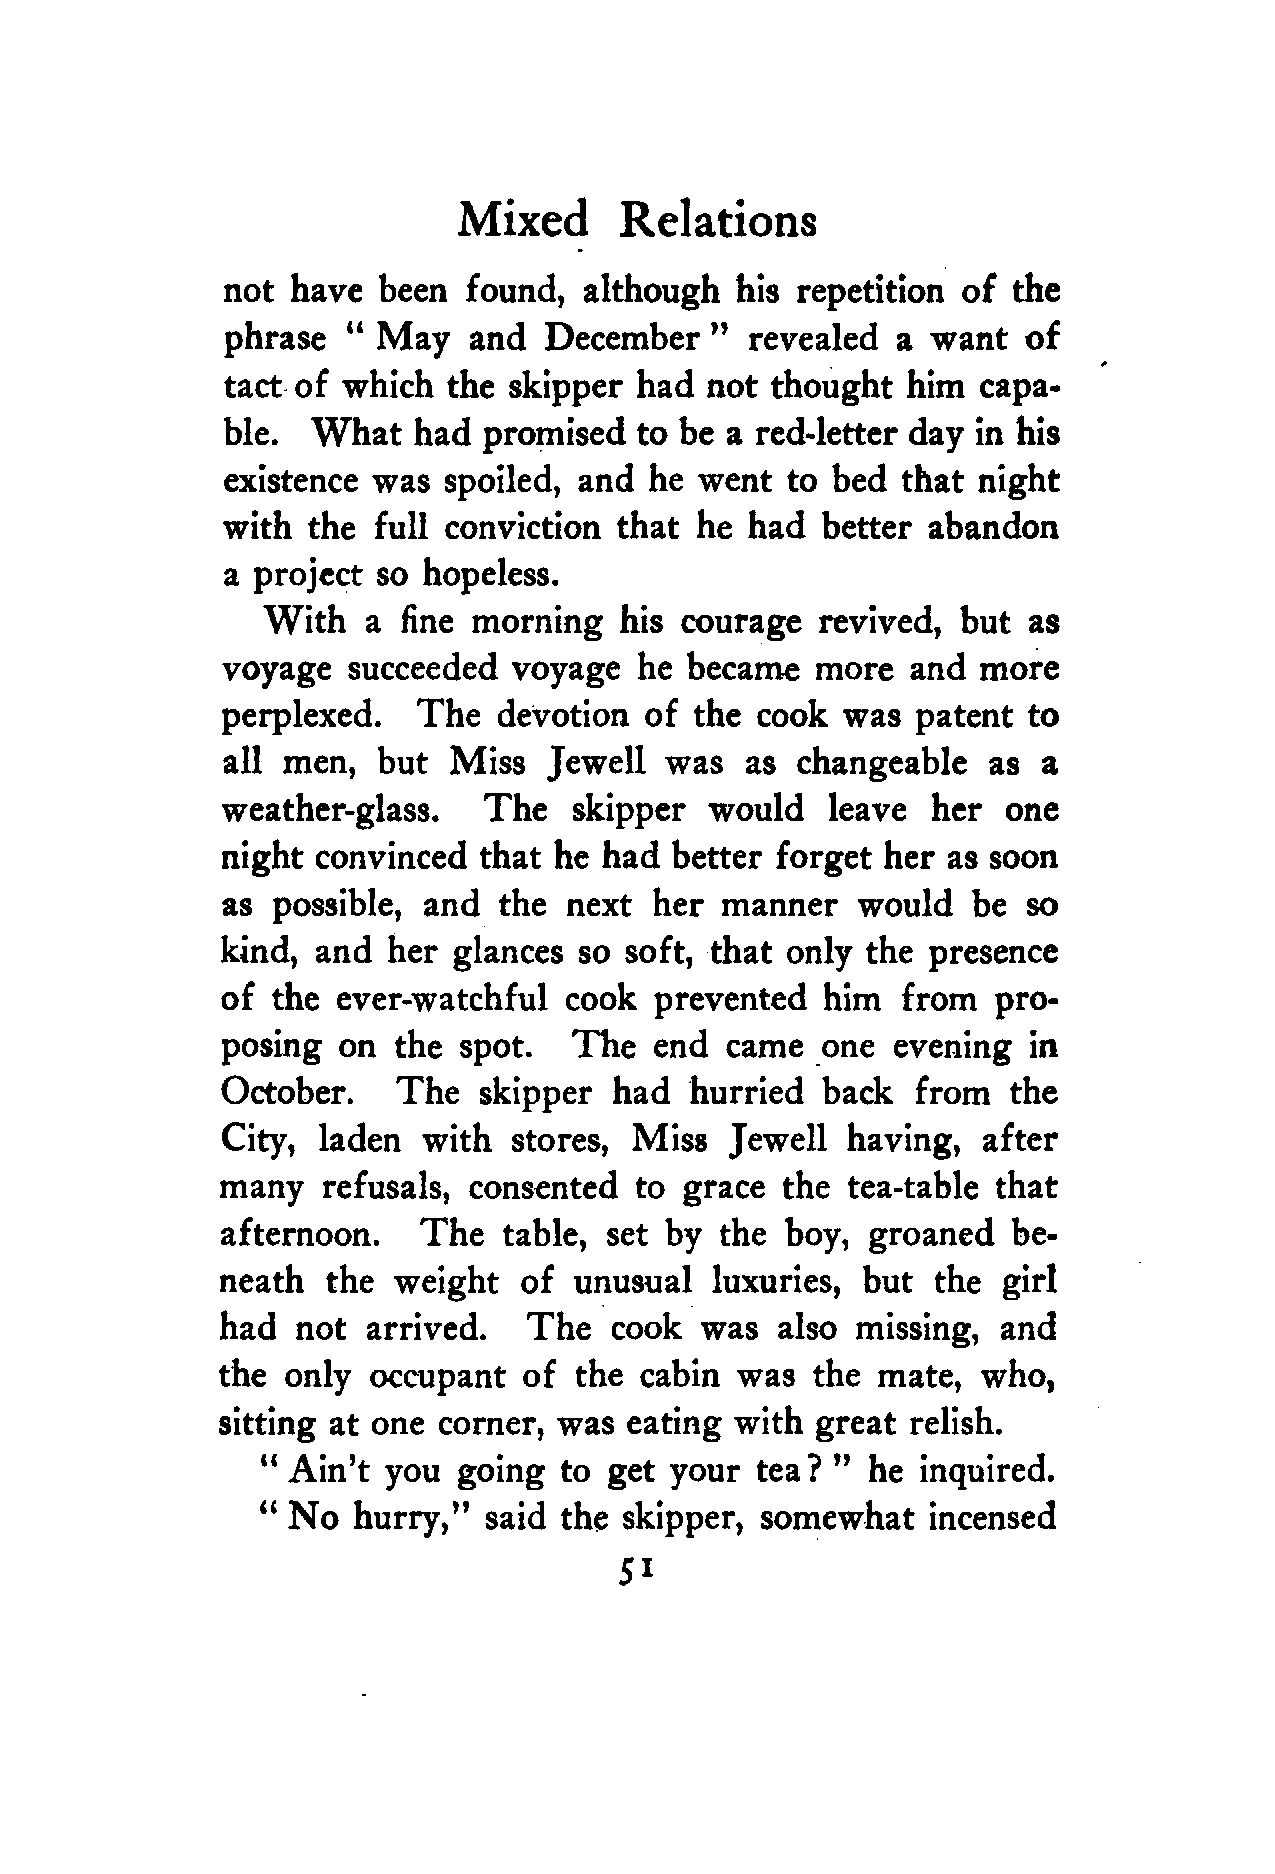 Mixed Relations
not have been found, although his repetition of the
phrase " May and December " revealed a want of
tact of which the skipper had not thought him capa-
ble. What had promised to be a red-letter day in his
existence was spoiled, and he went to bed that night
with the full conviction that he had better abandon
a project so hopeless.
With a fine morning his courage revived, but as
voyage succeeded voyage he became more and more
perplexed. The devotion of the cook was patent to
all men, but Miss Jewell was as changeable as a
weather-glass. The skipper would leave her one
night convinced that he had better forget her as soon
as possible, and the next her manner would be so
kind, and her glances so soft, that only the presence
of the ever-watchful cook prevented him from pro-
posing on the spot. The end came one evening in
October. The skipper had hurried back from the
City, laden with stores, Miss Jewell having, after
many refusals, consented to grace the tea-table that
afternoon. The table, set by the boy, groaned be-
neath the weight of unusual luxuries, but the girl
had not arrived. The cook was also missing, and
the only occupant of the cabin was the mate, who,
sitting at one corner, was eating with great relish.
" Ain't you going to get your tea? " he inquired.
" No hurry," said the skipper, somewhat incensed
51